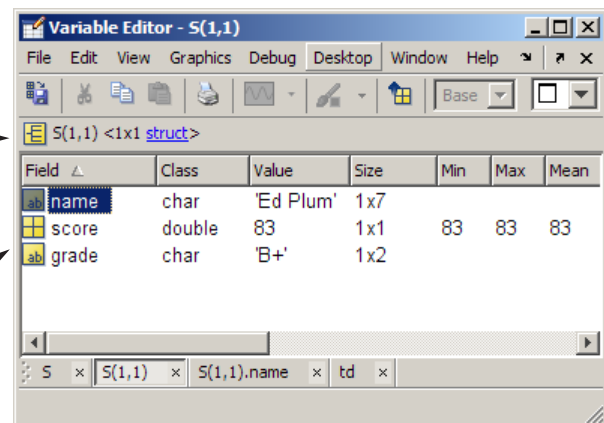 Variable Editor - S(1,1)
File Edit View Graphics Debug Desktop Window Help
Base
S(1,1) <1x1 struct>
Field Class Value Size Min Max Mean
ab name char 'Ed Plum' 1x7
score double 83 1x1 83 83 83
ab grade char 'B+' 1x2
S × S(1,1) × S(1,1).name × td ×